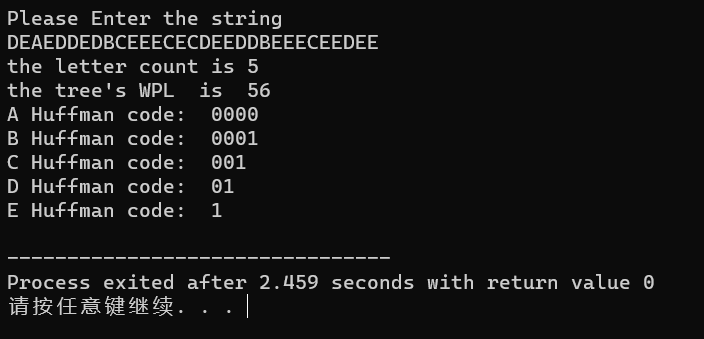 Please Enter the string
DEAEDDEDBCEEECECDEEDDBEEECEEDEE
the letter count is 5
the tree's WPL  is  56
A Huffman code:  0000
B Huffman code:  0001
C Huffman code:  001
D Huffman code:  01
E Huffman code:  1
--------------------------------
Process exited after 2.459 seconds with return value 0
请按任意键继续. . .